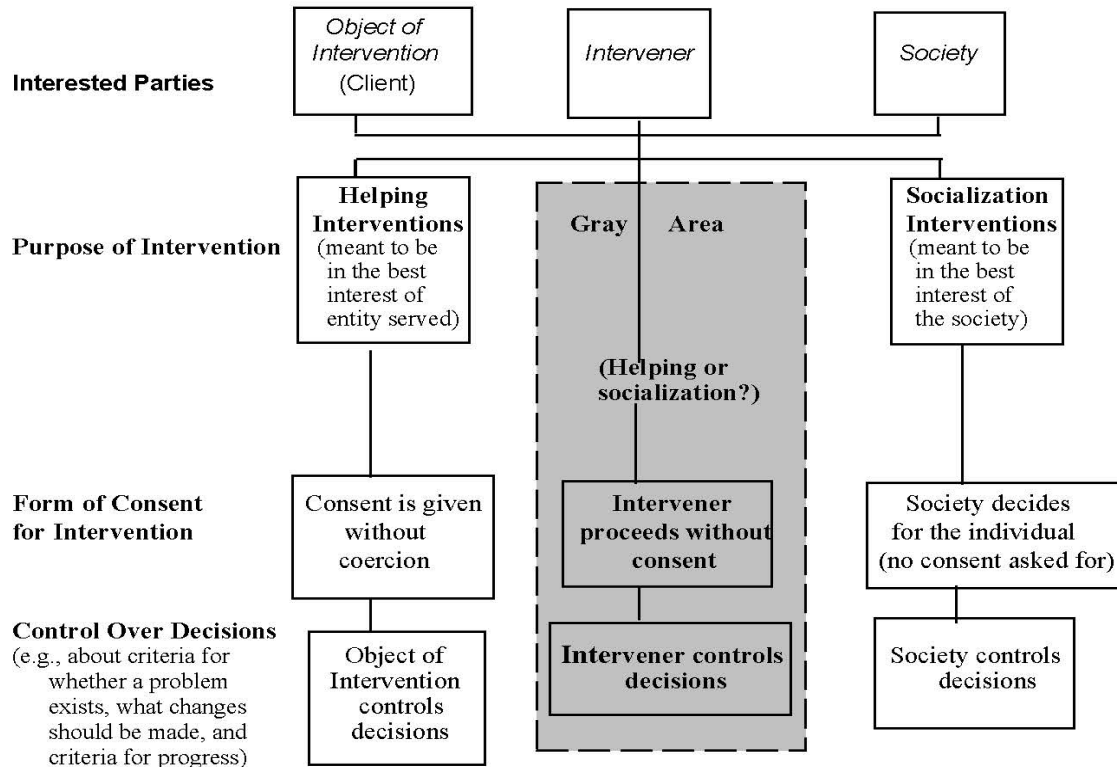 Interested Parties
Object of
Intervention
(Client)
Intervener
Society
Purpose of Intervention
Helping
Interventions
(meant to be
in the best
interest of
entity served)
Gray Area
(Helping or
socialization?)
Socialization
Interventions
(meant to be
in the best
interest of
the society)
Form of Consent
for Intervention
Consent is given
without
coercion
Intervener
proceeds without
consent
Society decides
for the individual
(no consent asked for)
Control Over Decisions
(e.g., about criteria for
whether a problem
exists, what changes
should be made, and
criteria for progress)
Object of
Intervention
controls
decisions
Intervener controls
decisions
Society controls
decisions